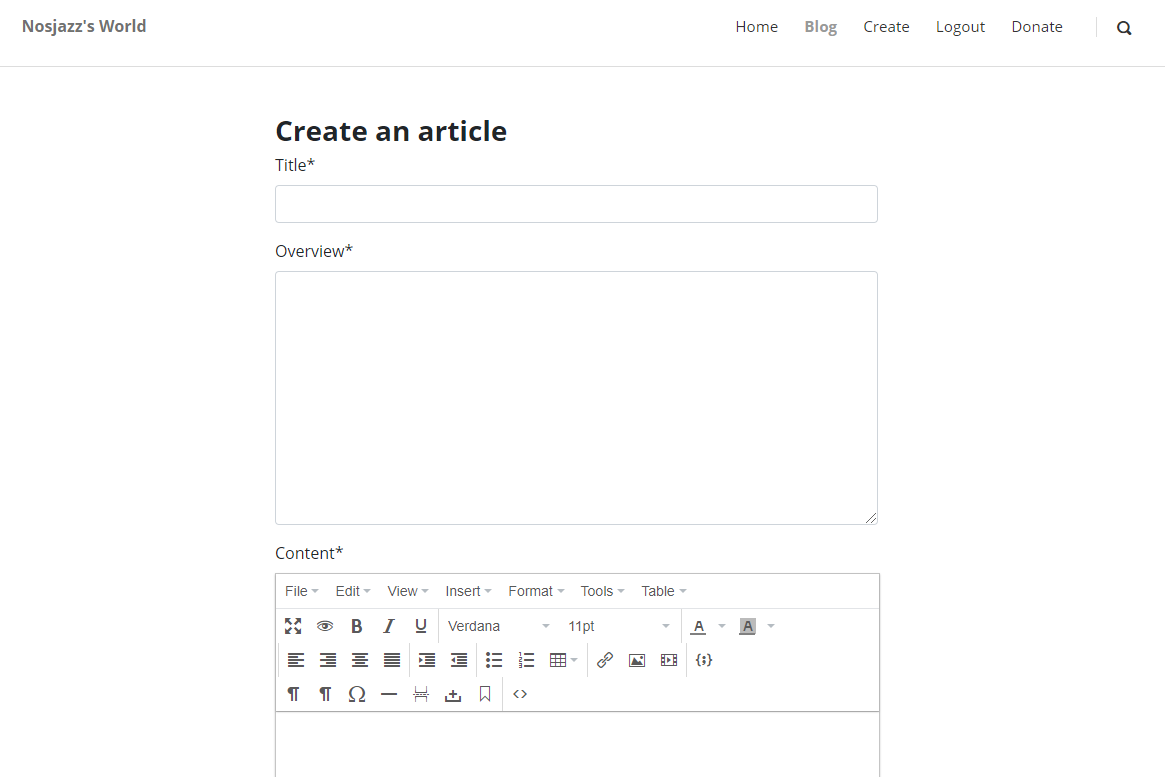 Nosjazz's World Home Blog Create Logout Donate
Create an article
Title*
Overview*
Content*
File Edit View Insert Format Tools Table
B I U Verdana 11pt A A
¶ ¶ Ω